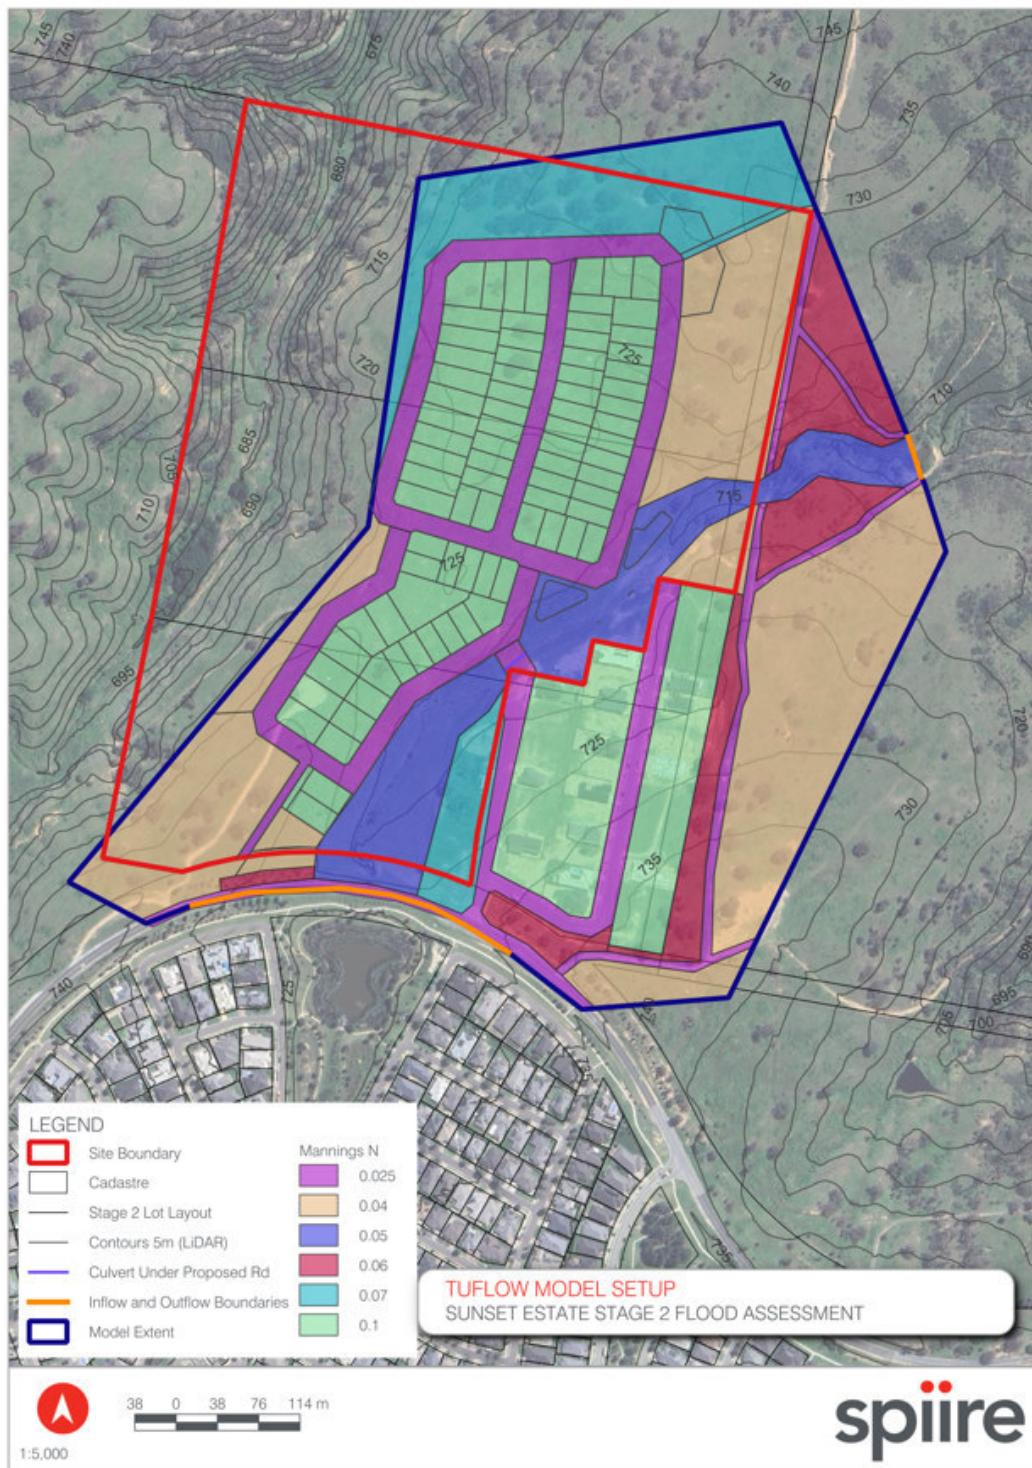 745
740
675
745
740
735
680
730
715
725
720
710
685
705
715
710
690
725
695
720
725
730
735
740
725
695
700
735
LEGEND
Site Boundary
Cadastre
Stage 2 Lot Layout
Contours 5m (LiDAR)
Culvert Under Proposed Rd
Inflow and Outflow Boundaries
Model Extent
Mannings N
0.025
0.04
0.05
0.06
0.07
0.1
TUFLOW MODEL SETUP
SUNSET ESTATE STAGE 2 FLOOD ASSESSMENT
38 0 38 76 114 m
1:5,000
spiire